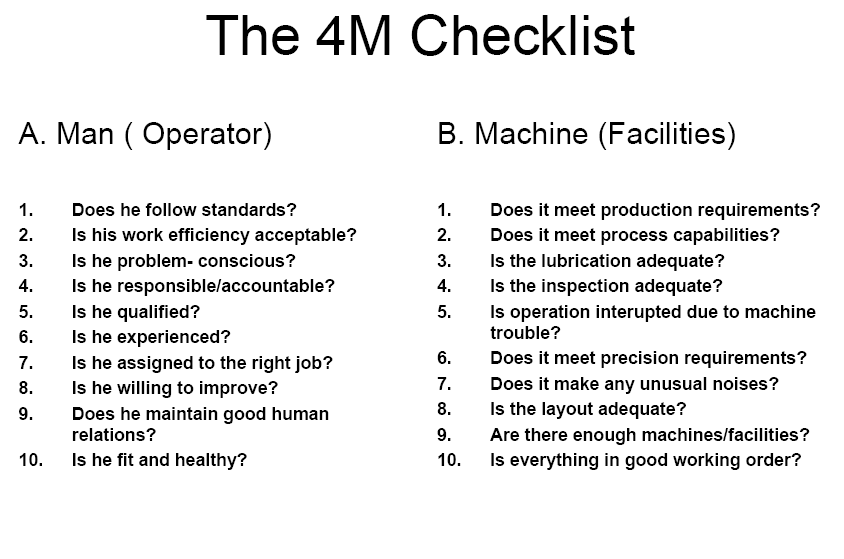 The 4M Checklist
A. Man ( Operator)
1. Does he follow standards?
2. Is his work efficiency acceptable?
3. Is he problem- conscious?
4. Is he responsible/accountable?
5. Is he qualified?
6. Is he experienced?
7. Is he assigned to the right job?
8. Is he willing to improve?
9. Does he maintain good human
relations?
10. Is he fit and healthy?
B. Machine (Facilities)
1. Does it meet production requirements?
2. Does it meet process capabilities?
3. Is the lubrication adequate?
4. Is the inspection adequate?
5. Is operation interupted due to machine
trouble?
6. Does it meet precision requirements?
7. Does it make any unusual noises?
8. Is the layout adequate?
9. Are there enough machines/facilities?
10. Is everything in good working order?